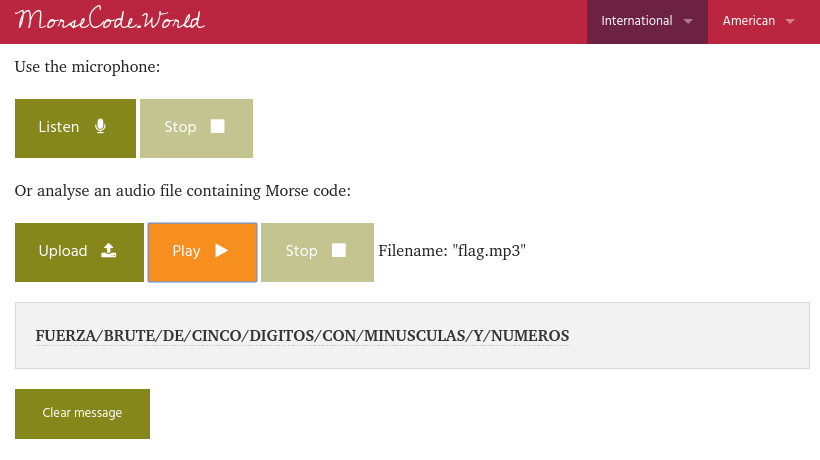 MorseCode.World
International
American
Use the microphone:
Listen
Stop
Or analyse an audio file containing Morse code:
Upload
Play
Stop
Filename: "flag.mp3"
FUERZA/BRUTE/DE/CINCO/DIGITOS/CON/MINUSCULAS/Y/NUMEROS
Clear message